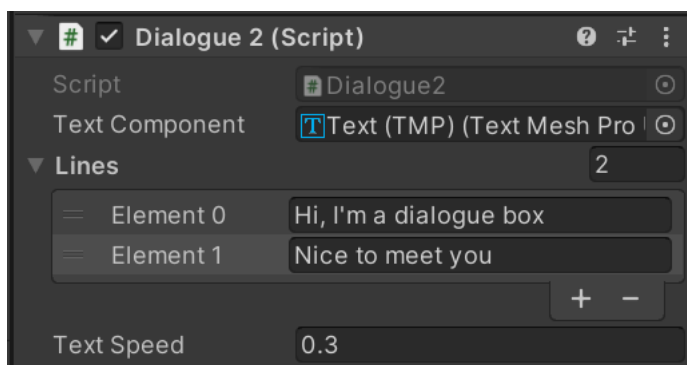 # Dialogue 2 (Script)
Script #Dialogue2
Text Component T Text (TMP) (Text Mesh Pro
Lines 2
Element 0 Hi, I'm a dialogue box
Element 1 Nice to meet you
+ -
Text Speed 0.3